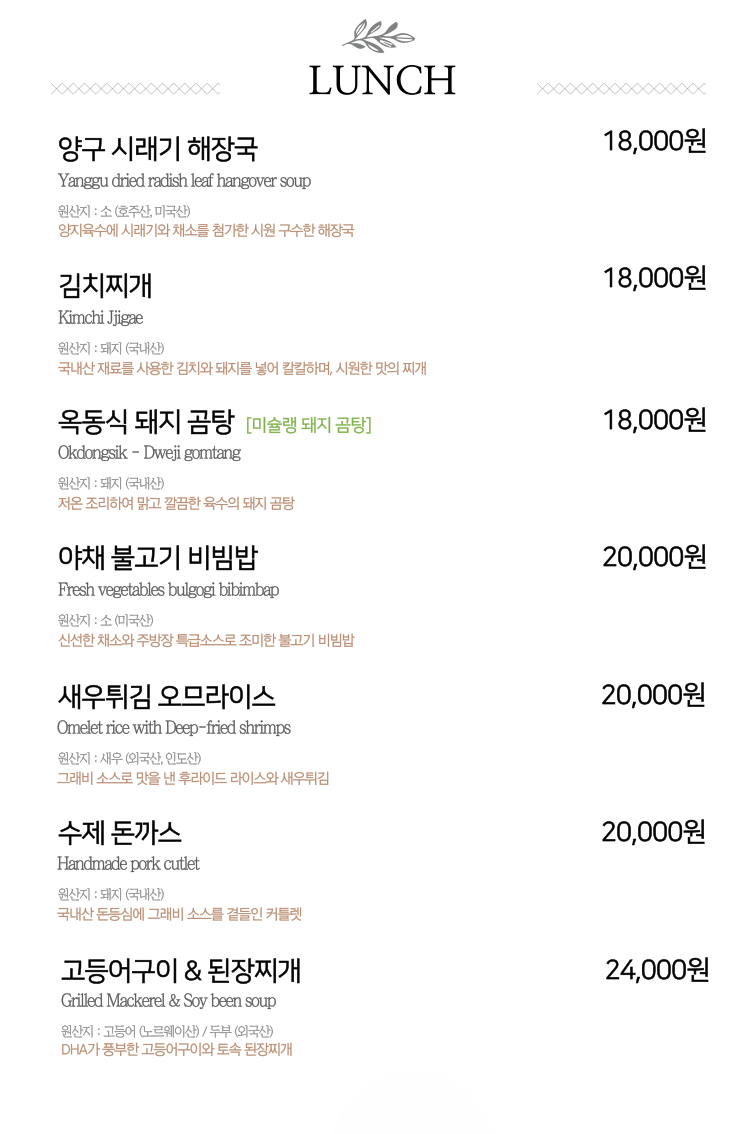 LUNCH
양구 시래기 해장국
18,000원
Yanggu dried radish leaf hangover soup
원산지 : 소 (호주산, 미국산)
양지육수에 시래기와 채소를 첨가한 시원 구수한 해장국
김치찌개
18,000원
Kimchi Jjigae
원산지 : 돼지 (국내산)
국내산 재료를 사용한 김치와 돼지를 넣어 칼칼하며, 시원한 맛의 찌개
옥동식 돼지 곰탕 [미슐랭 돼지 곰탕]
18,000원
Okdongsik - Dweji gomtang
원산지 : 돼지 (국내산)
저온 조리하여 맑고 깔끔한 육수의 돼지 곰탕
야채 불고기 비빔밥
20,000원
Fresh vegetables bulgogi bibimbap
원산지 : 소 (미국산)
신선한 채소와 주방장 특급소스로 조미한 불고기 비빔밥
새우튀김 오므라이스
20,000원
Omelet rice with Deep-fried shrimps
원산지 : 새우 (외국산, 인도산)
그래비 소스로 맛을 낸 후라이드 라이스와 새우튀김
수제 돈까스
20,000원
Handmade pork cutlet
원산지 : 돼지 (국내산)
국내산 돈등심에 그래비 소스를 곁들인 커틀렛
고등어구이 & 된장찌개
24,000원
Grilled Mackerel & Soy been soup
원산지 : 고등어 (노르웨이산) / 두부 (외국산)
DHA가 풍부한 고등어구이와 토속 된장찌개